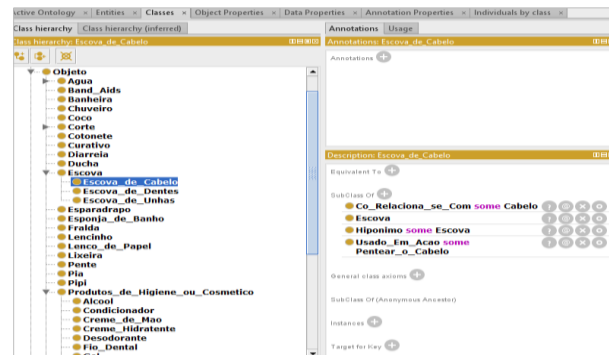 Active Ontology × Entities × Classes × Object Properties × Data Properties × Annotation Properties × Individuals by class ×
Class hierarchy Class hierarchy (inferred)
Class hierarchy: Escova_de_Cabelo
Objeto
Agua
Band_Aids
Banheira
Chuveiro
Coco
Corte
Cotonete
Curativo
Diarreia
Ducha
Escova
Escova_de_Cabelo
Escova_de_Dentes
Escova_de_Unhas
Esparadrapo
Esponja_de_Banho
Fralda
Lencinho
Lenco_de_Papel
Lixeira
Pente
Pia
Pipi
Produtos_de_Higiene_ou_Cosmetico
Alcool
Condicionador
Creme_de_Mao
Creme_Hidratante
Desodorante
Fio_Dental
Annotations Usage
Annotations: Escova_de_Cabelo
Annotations
Description: Escova_de_Cabelo
Equivalent To
SubClass Of
Co_Relaciona_se_Com some Cabelo
Escova
Hiponimo some Escova
Usado_Em_Acao some
Pentear_o_Cabelo
General class axioms
SubClass Of (Anonymous Ancestor)
Instances
Target for Key